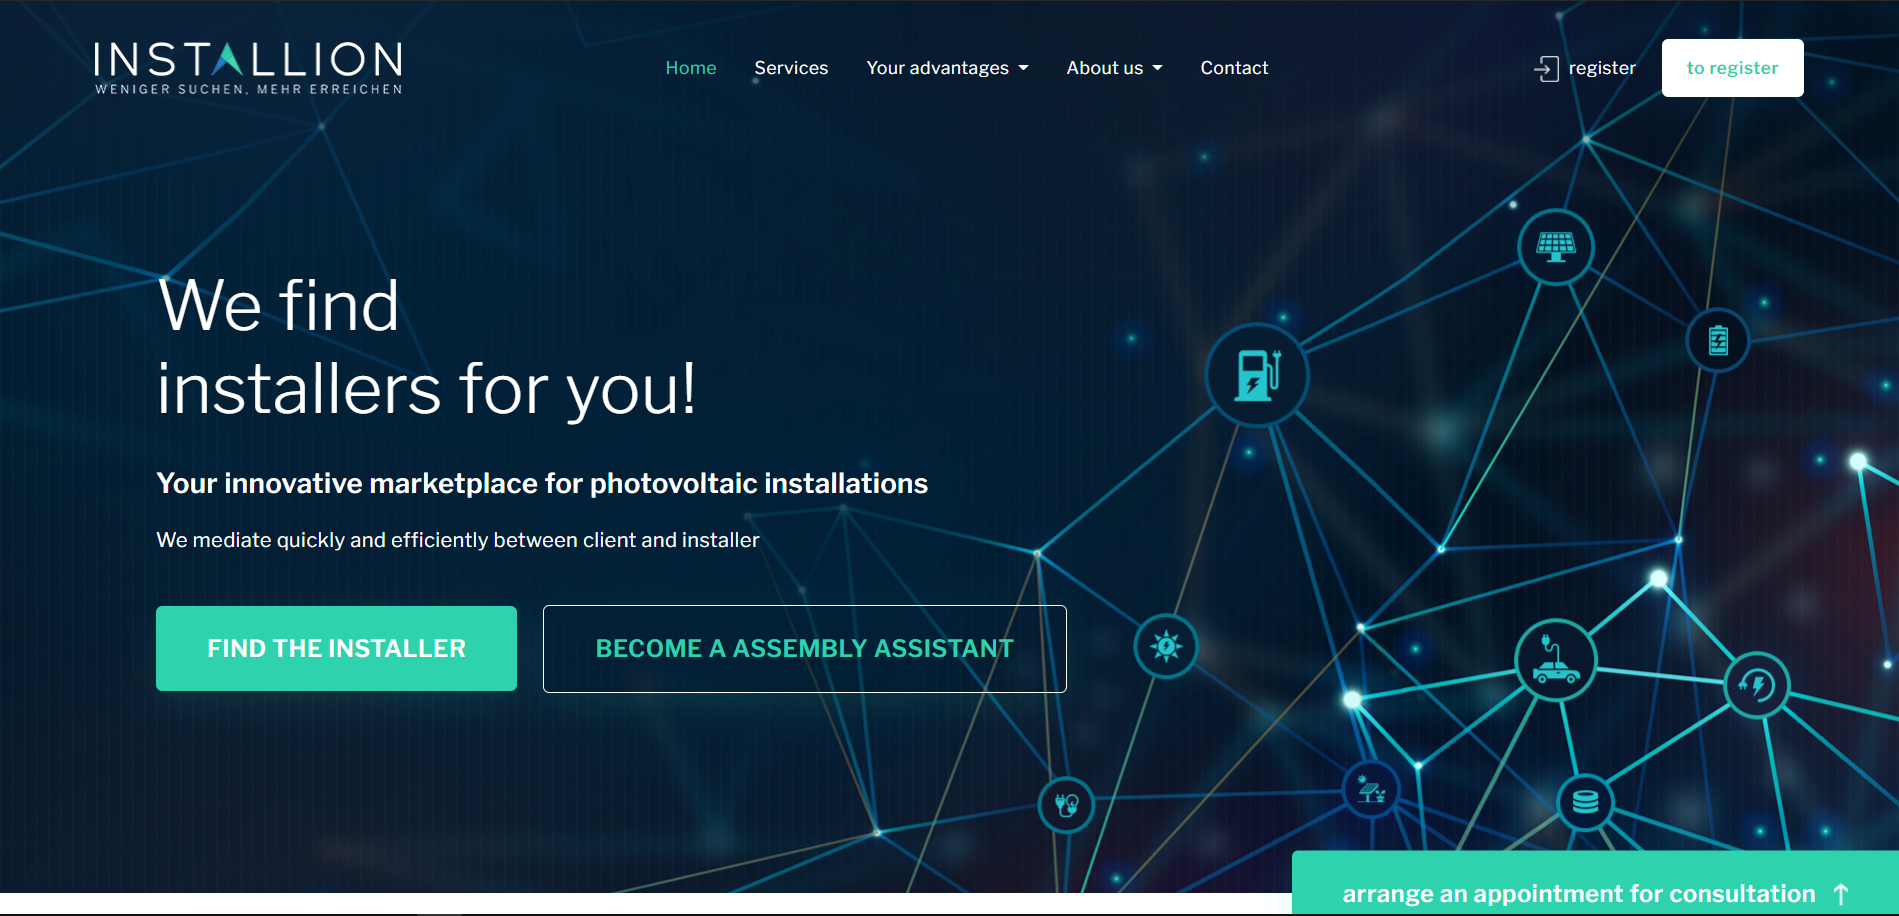 INSTALLION
WENIGER SUCHEN, MEHR ERREICHEN
Home
Services
Your advantages
About us
Contact
register
to register
We find
installers for you!
Your innovative marketplace for photovoltaic installations
We mediate quickly and efficiently between client and installer
FIND THE INSTALLER
BECOME A ASSEMBLY ASSISTANT
arrange an appointment for consultation